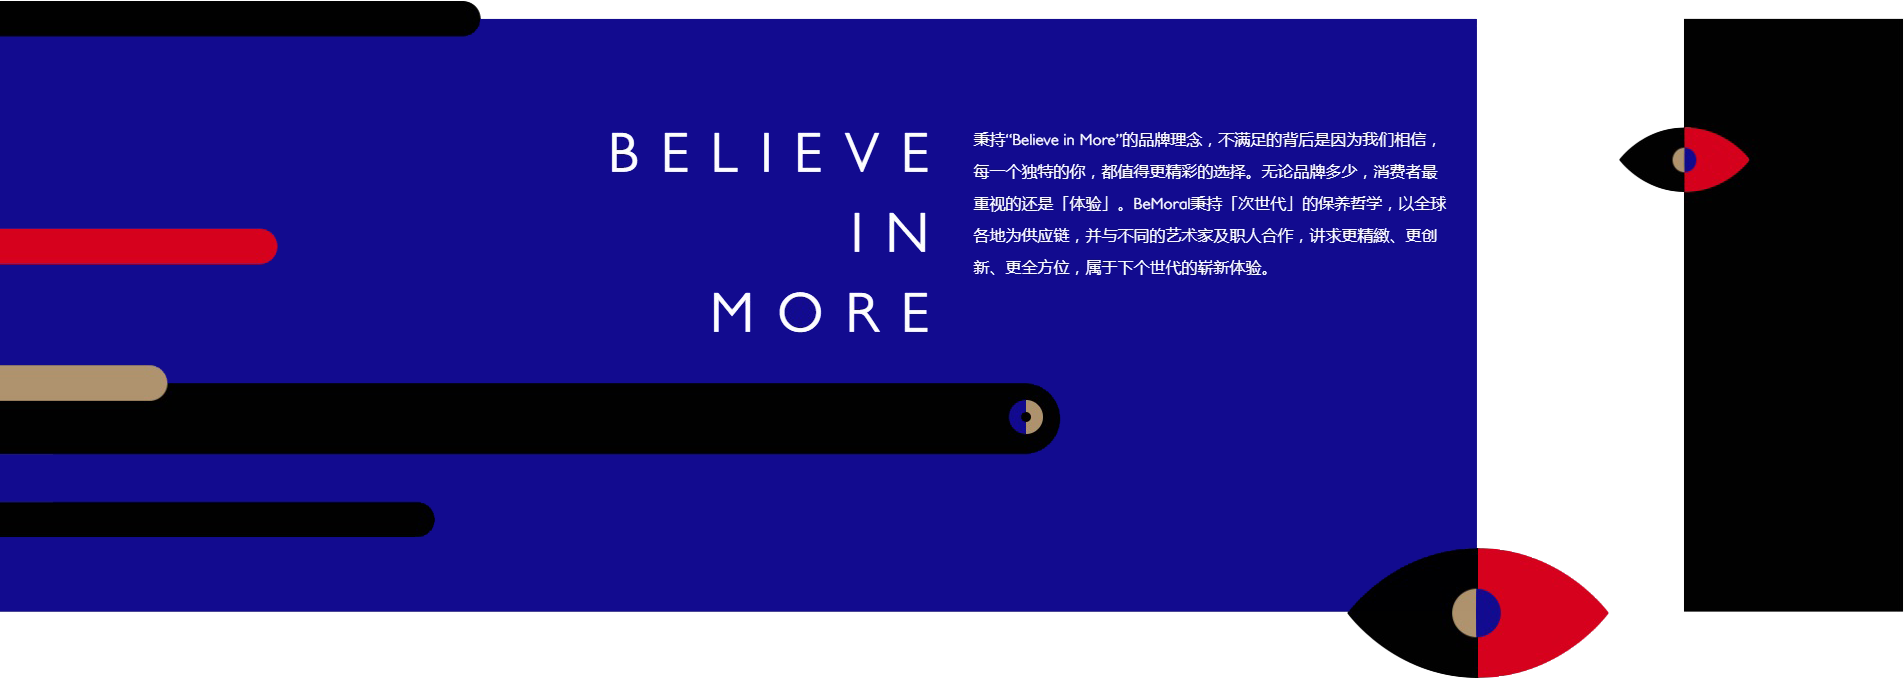 BELIEVE
IN
MORE
秉持“Believe in More”的品牌理念，不满足的背后是因为我们相信，
每一个独特的你，都值得更精彩的选择。无论品牌多少，消费者最
重视的还是「体验」。BeMoral秉持「次世代」的保养哲学，以全球
各地为供应链，并与不同的艺术家及职人合作，讲求更精緻、更创
新、更全方位，属于下个世代的崭新体验。